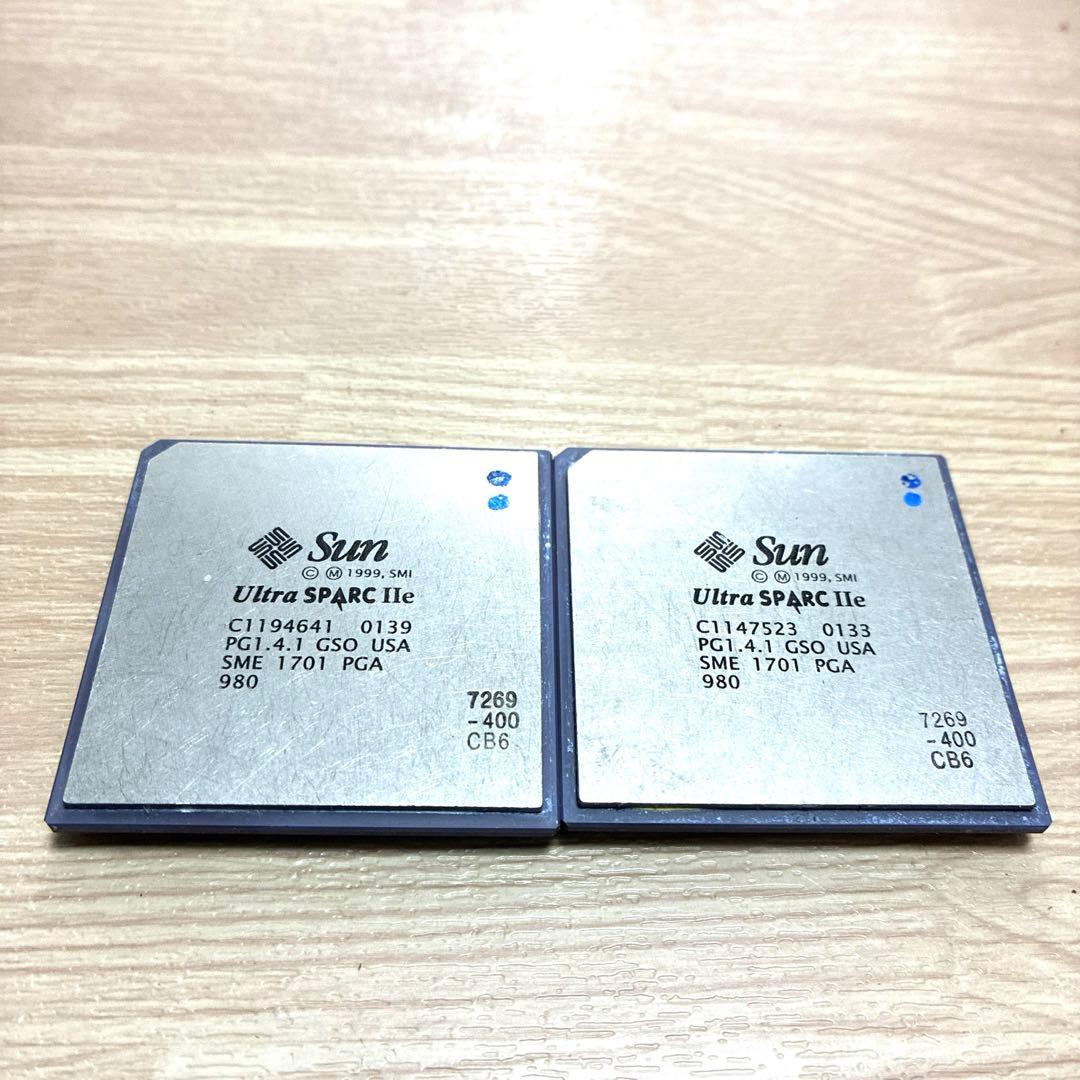 Sun
© Ⓜ 1999, SMI
Ultra SPARC IIe
C1194641 0139
PG1.4.1 GSO USA
SME 1701 PGA
980
7269
-400
CB6
Sun
© Ⓜ 1999, SMI
Ultra SPARC IIe
C1147523 0133
PG1.4.1 GSO USA
SME 1701 PGA
980
7269
-400
CB6